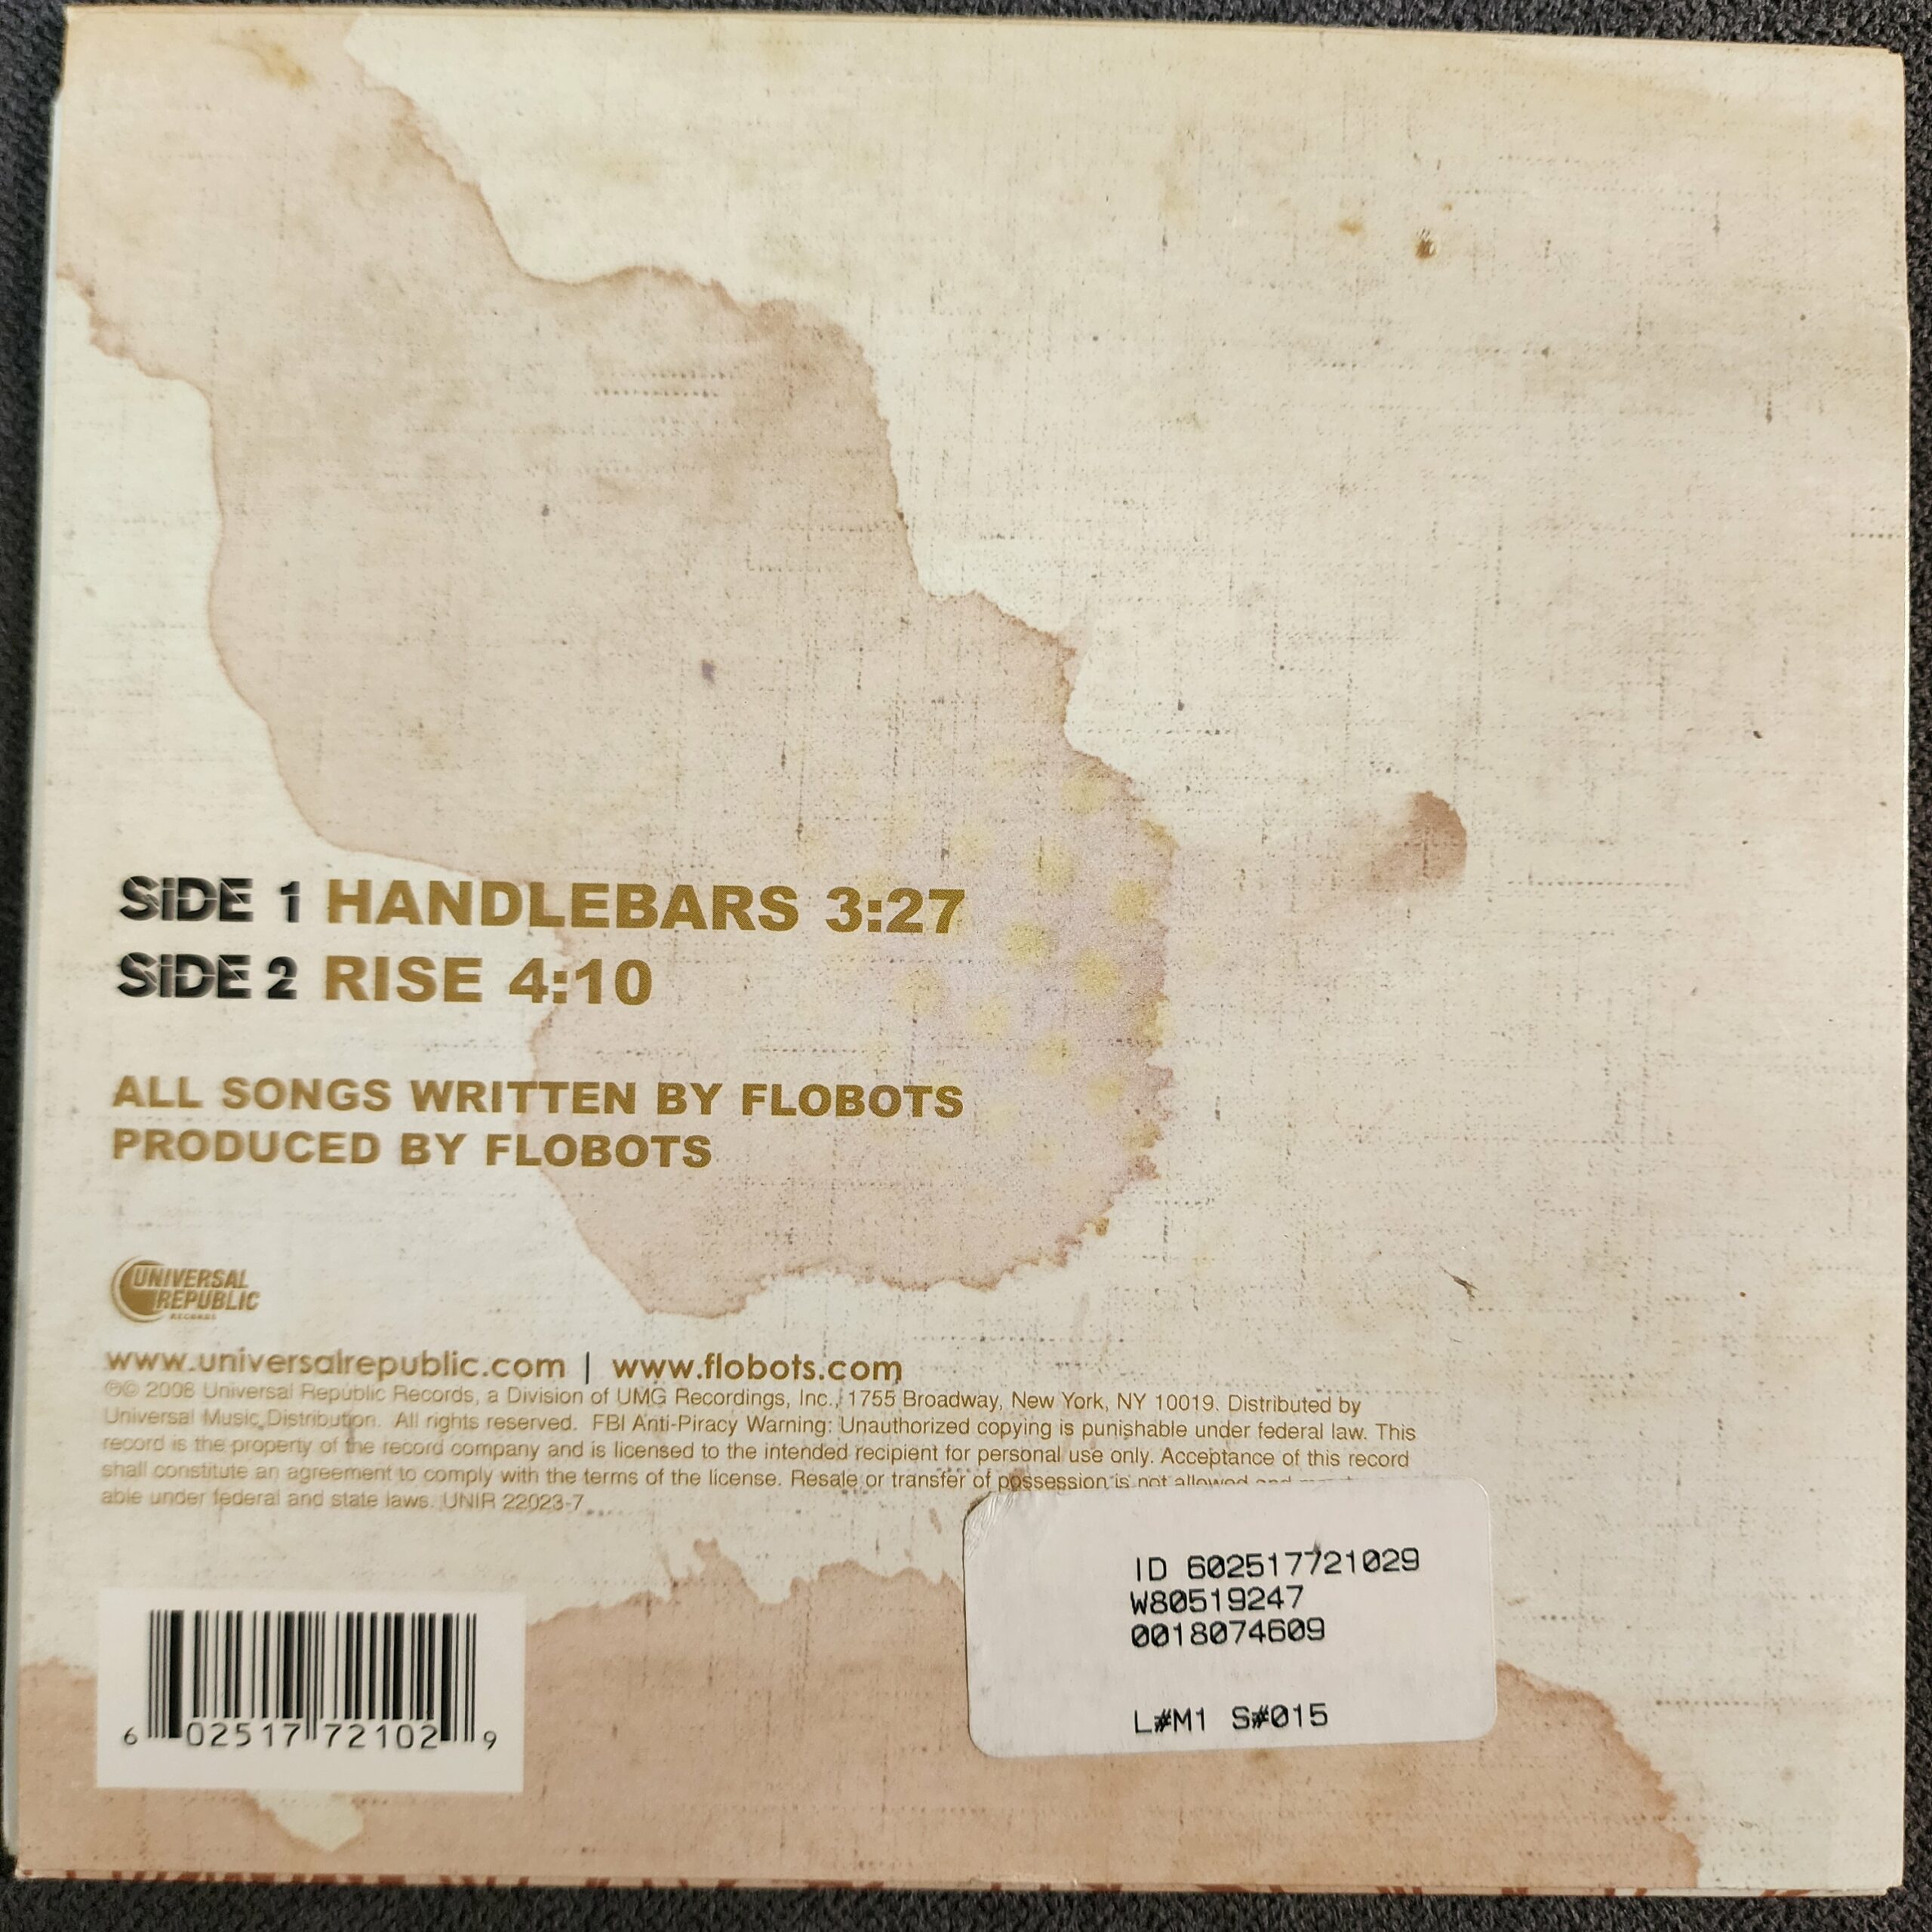 SiDE 1 HANDLEBARS 3:27
SiDE 2 RISE 4:10
ALL SONGS WRITTEN BY FLOBOTS
PRODUCED BY FLOBOTS
UNIVERSAL
REPUBLIC
RECORDS
www.universalrepublic.com | www.flobots.com
℗© 2008 Universal Republic Records, a Division of UMG Recordings, Inc., 1755 Broadway, New York, NY 10019. Distributed by
Universal Music Distribution. All rights reserved. FBI Anti-Piracy Warning: Unauthorized copying is punishable under federal law. This
record is the property of the record company and is licensed to the intended recipient for personal use only. Acceptance of this record
shall constitute an agreement to comply with the terms of the license. Resale or transfer of possession is not allowed and
able under federal and state laws. UNIR 22023-7
ID 602517721029
W80519247
0018074609
L#M1 S#015
6 02517 72102 9